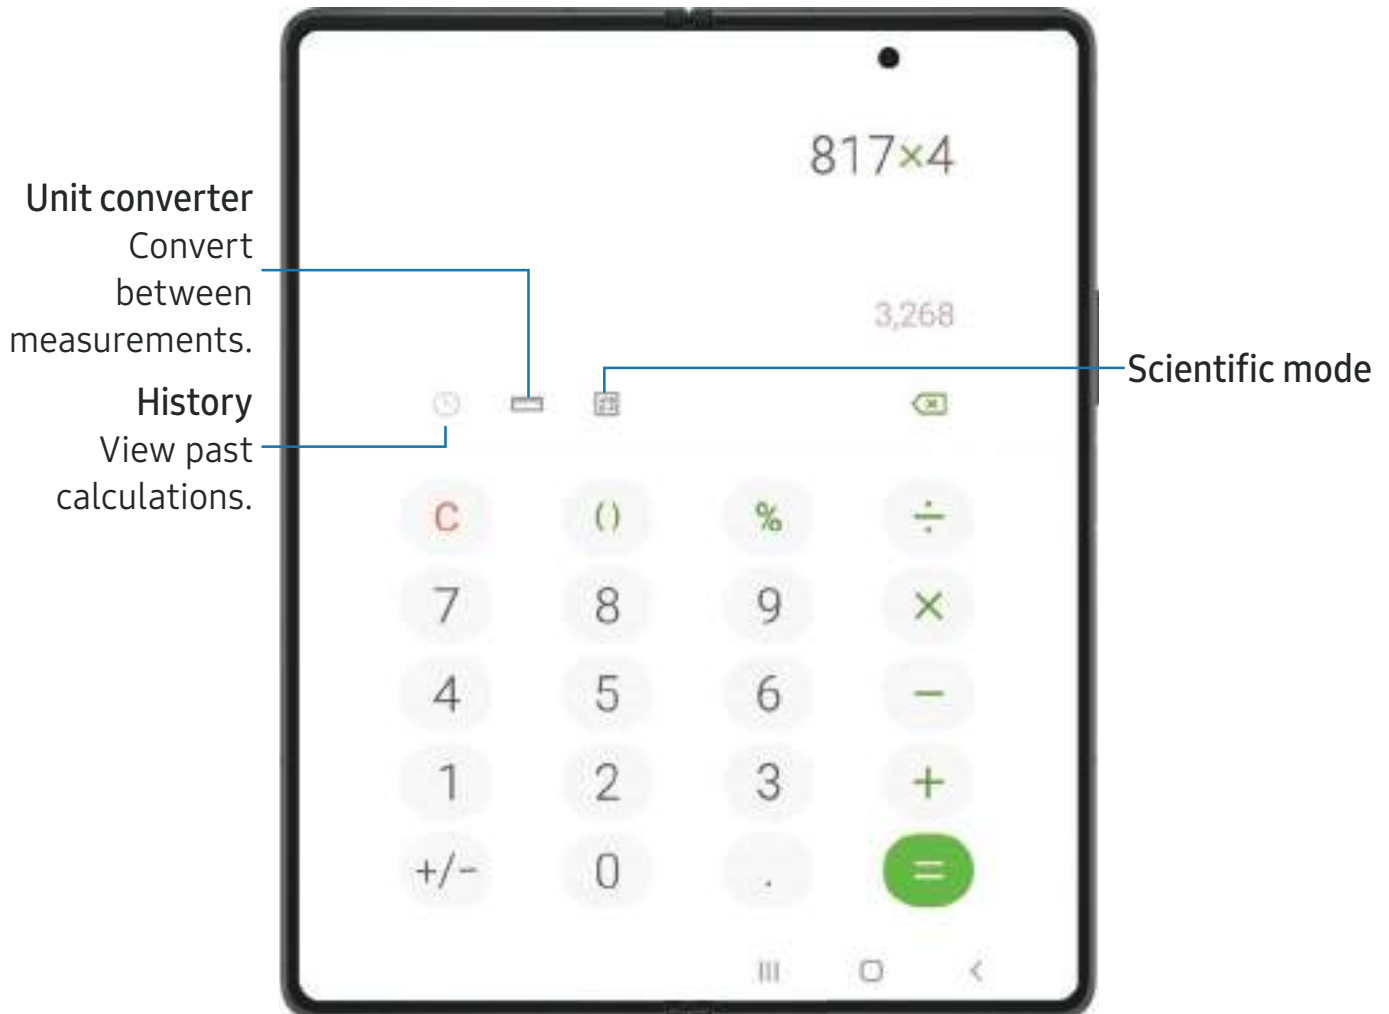 817×4
Unit converter
Convert
between
measurements.
3,268
Scientific mode
History
View past
calculations.
C () % ÷
7 8 9 ×
4 5 6 −
1 2 3 +
+/− 0 . =